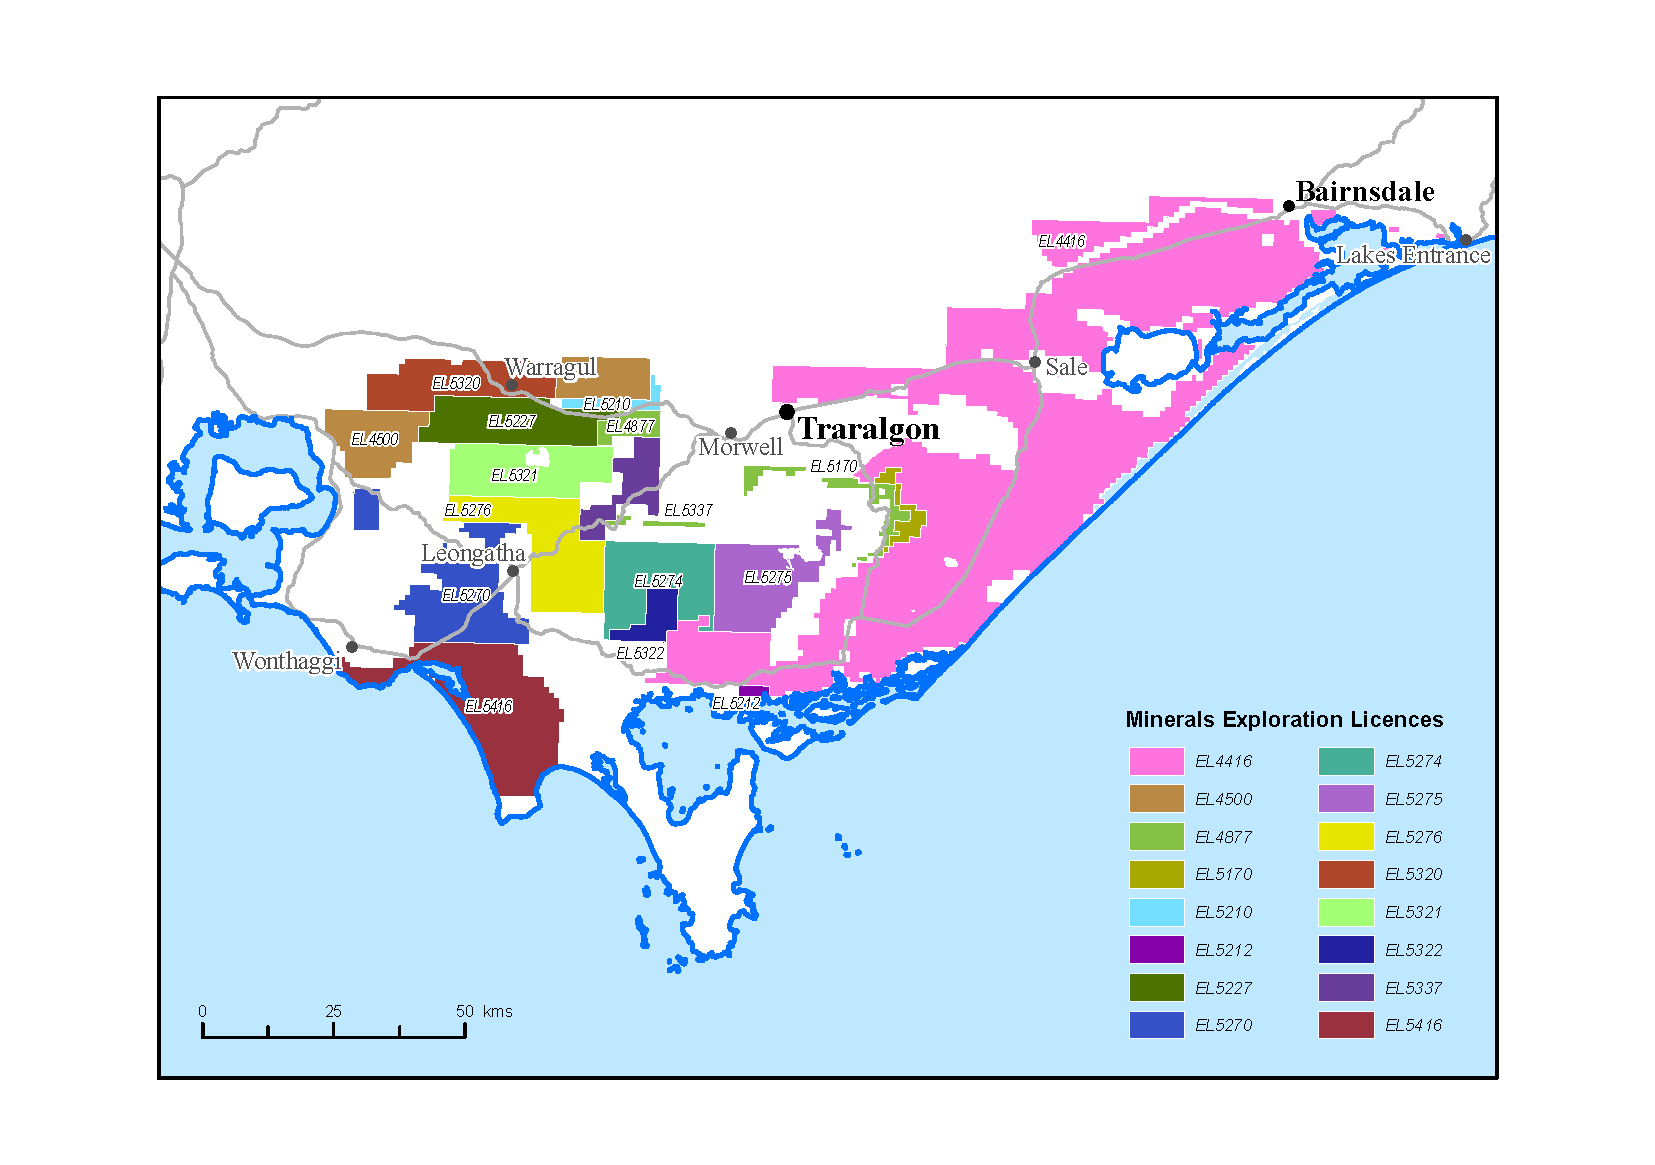 Bairnsdale
EL4416
Lakes Entrance
Warragul
Sale
EL5320
EL5210
EL5227
EL4877
Traralgon
EL4500
Morwell
EL5170
EL5321
EL5276
EL5337
Leongatha
EL5274
EL5275
EL5270
EL5322
Wonthaggi
EL5416
EL5212
Minerals Exploration Licences
EL4416
EL5274
EL4500
EL5275
EL4877
EL5276
EL5170
EL5320
EL5210
EL5321
EL5212
EL5322
EL5227
EL5337
EL5270
EL5416
0 25 50 kms